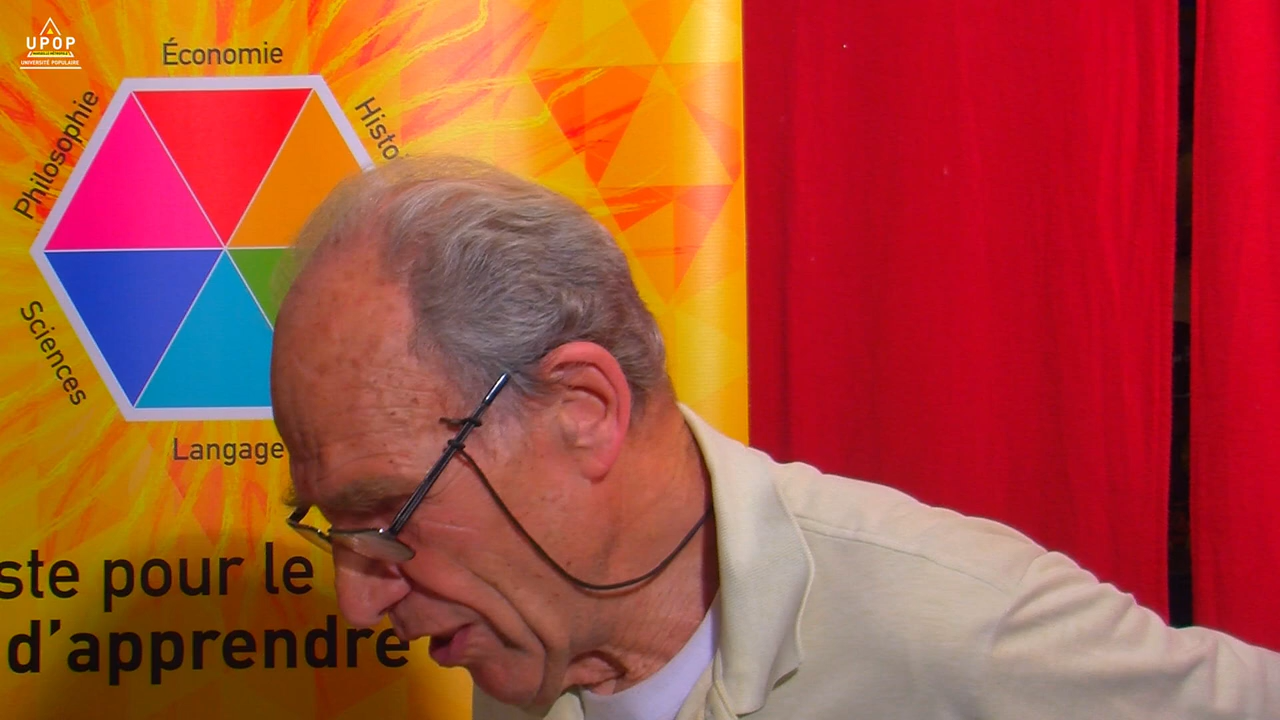 UPOP
UNIVERSITÉ POPULAIRE
Économie
Philosophie
Histo
Sciences
Langage
ste pour le
d'apprendre